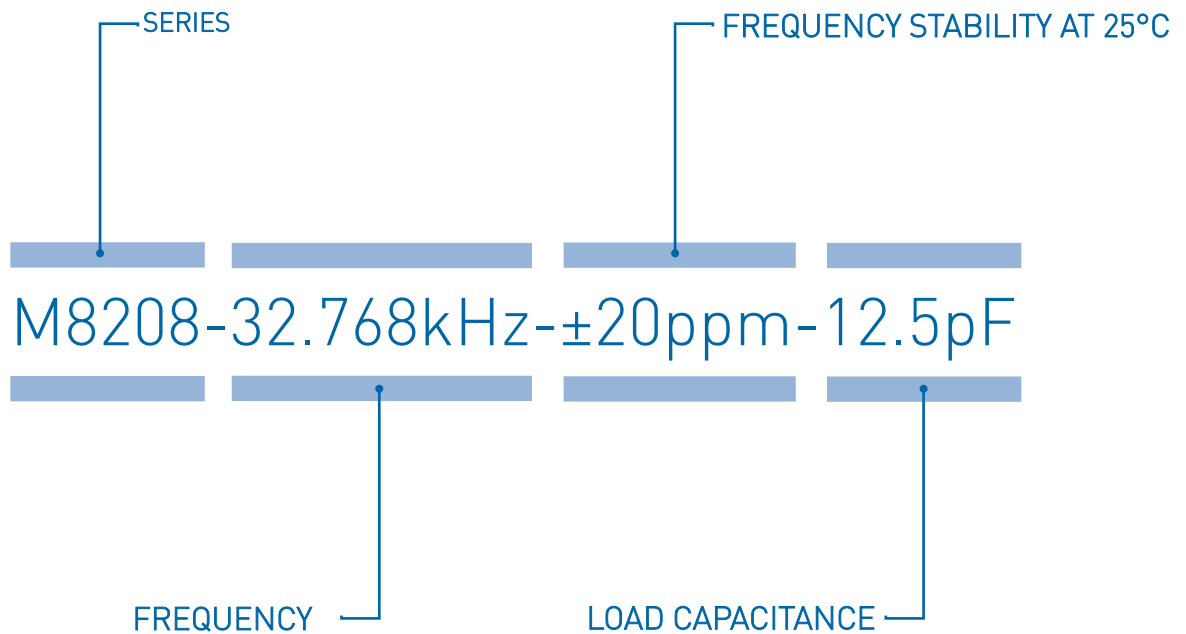 SERIES
FREQUENCY STABILITY AT 25°C
M8208-32.768kHz-±20ppm-12.5pF
FREQUENCY
LOAD CAPACITANCE